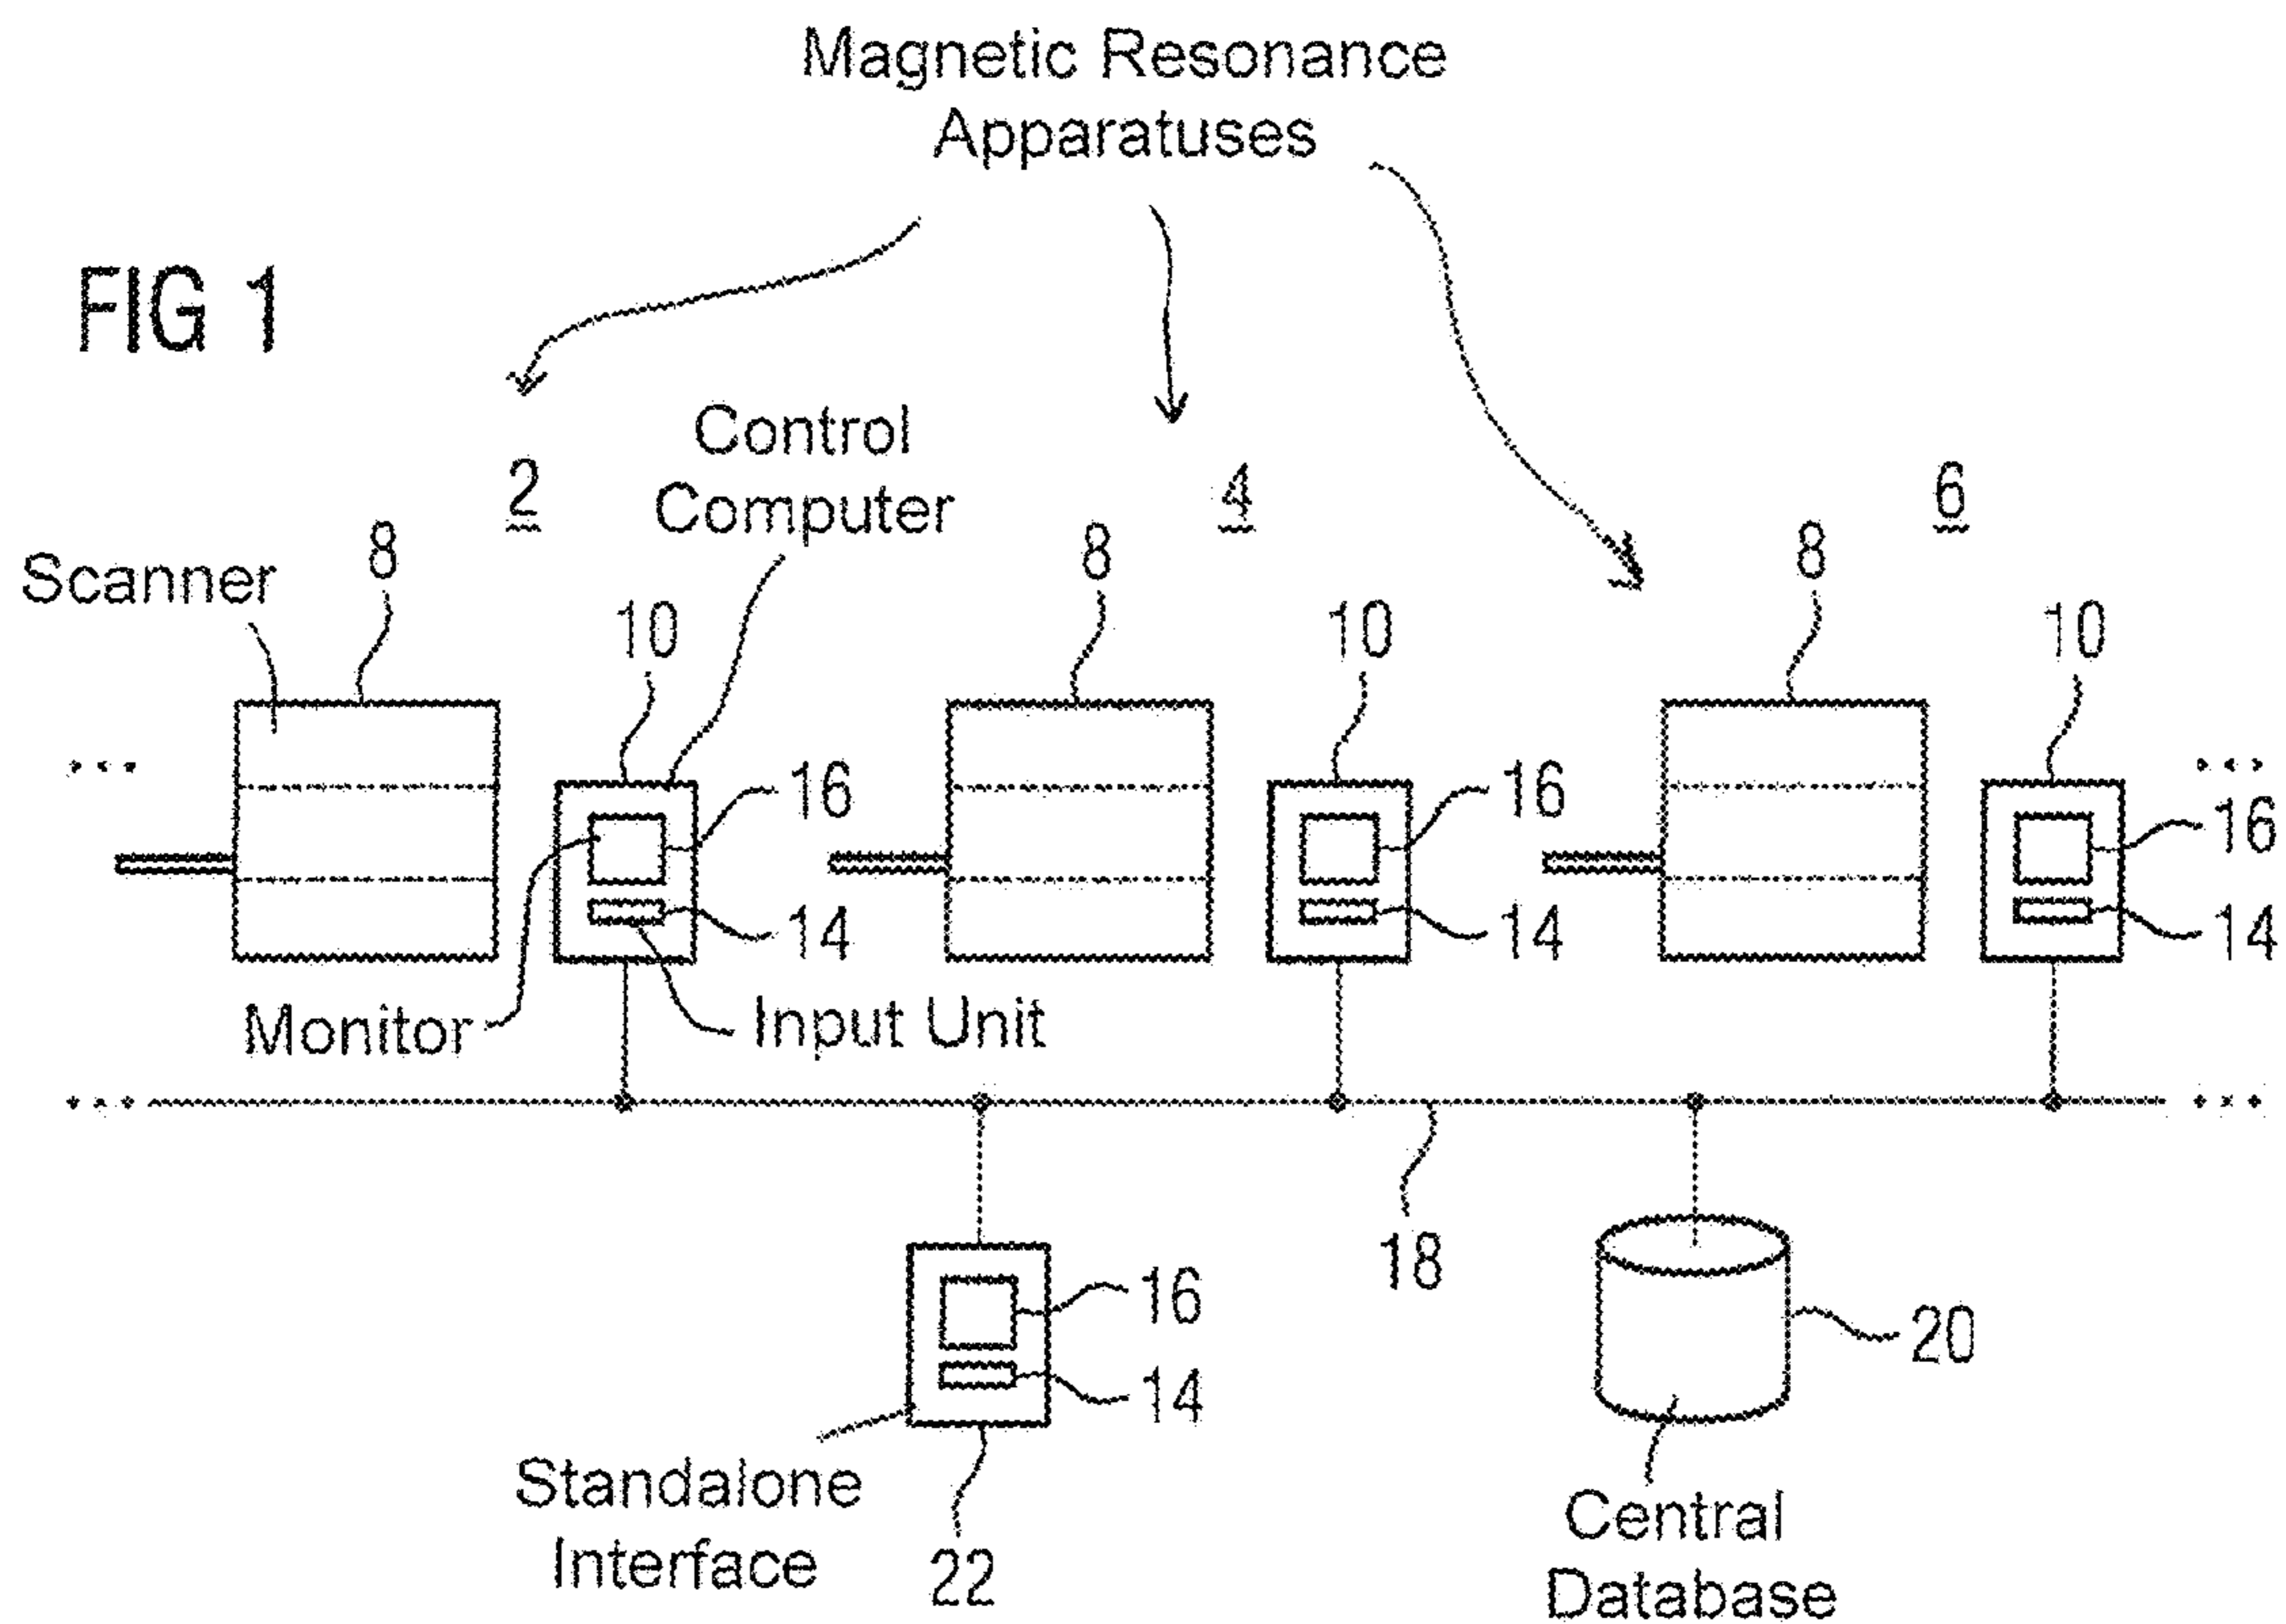 Magnetic Resonance
Apparatuses
FIG 1
Control
Computer
2
4
6
Scanner
8
8
8
10
10
10
16
16
16
14
14
14
Monitor
Input Unit
18
16
14
20
Standalone
Interface
22
Central
Database